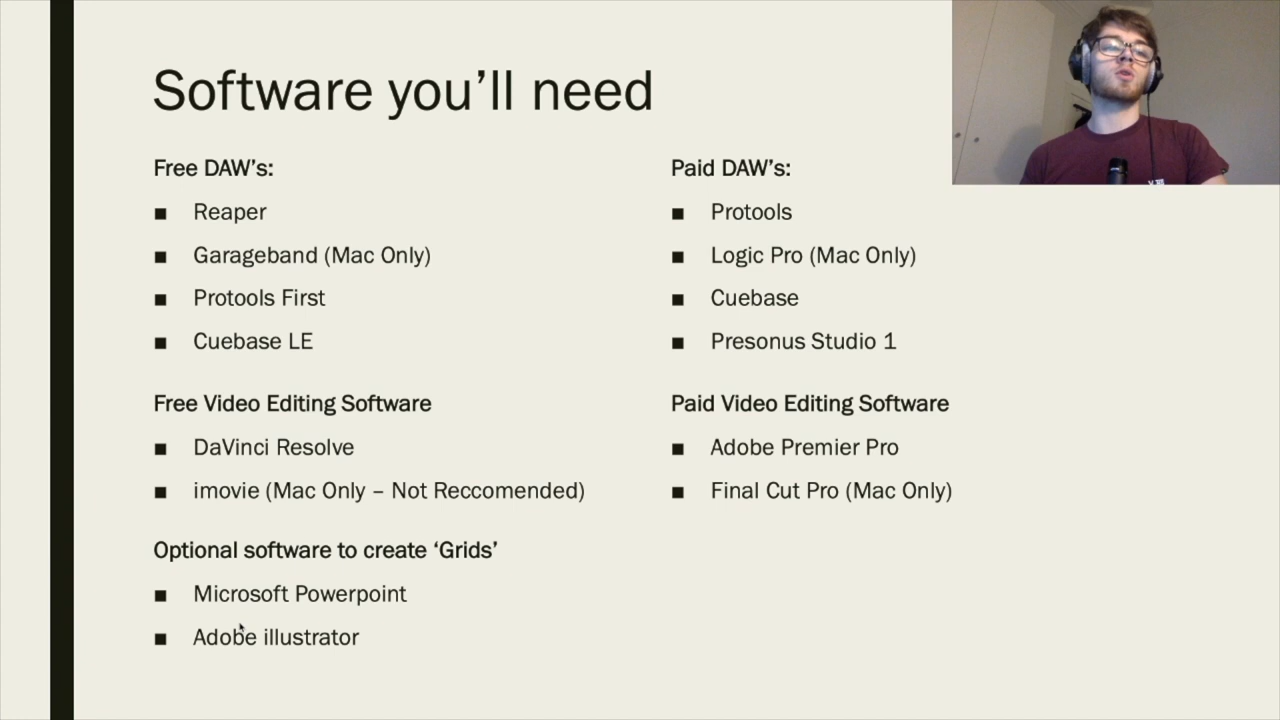 Software you'll need
Free DAW's:
Reaper
Garageband (Mac Only)
Protools First
Cuebase LE
Free Video Editing Software
DaVinci Resolve
imovie (Mac Only – Not Reccomended)
Optional software to create ‘Grids’
Microsoft Powerpoint
Adobe illustrator
Paid DAW's:
Protools
Logic Pro (Mac Only)
Cuebase
Presonus Studio 1
Paid Video Editing Software
Adobe Premier Pro
Final Cut Pro (Mac Only)